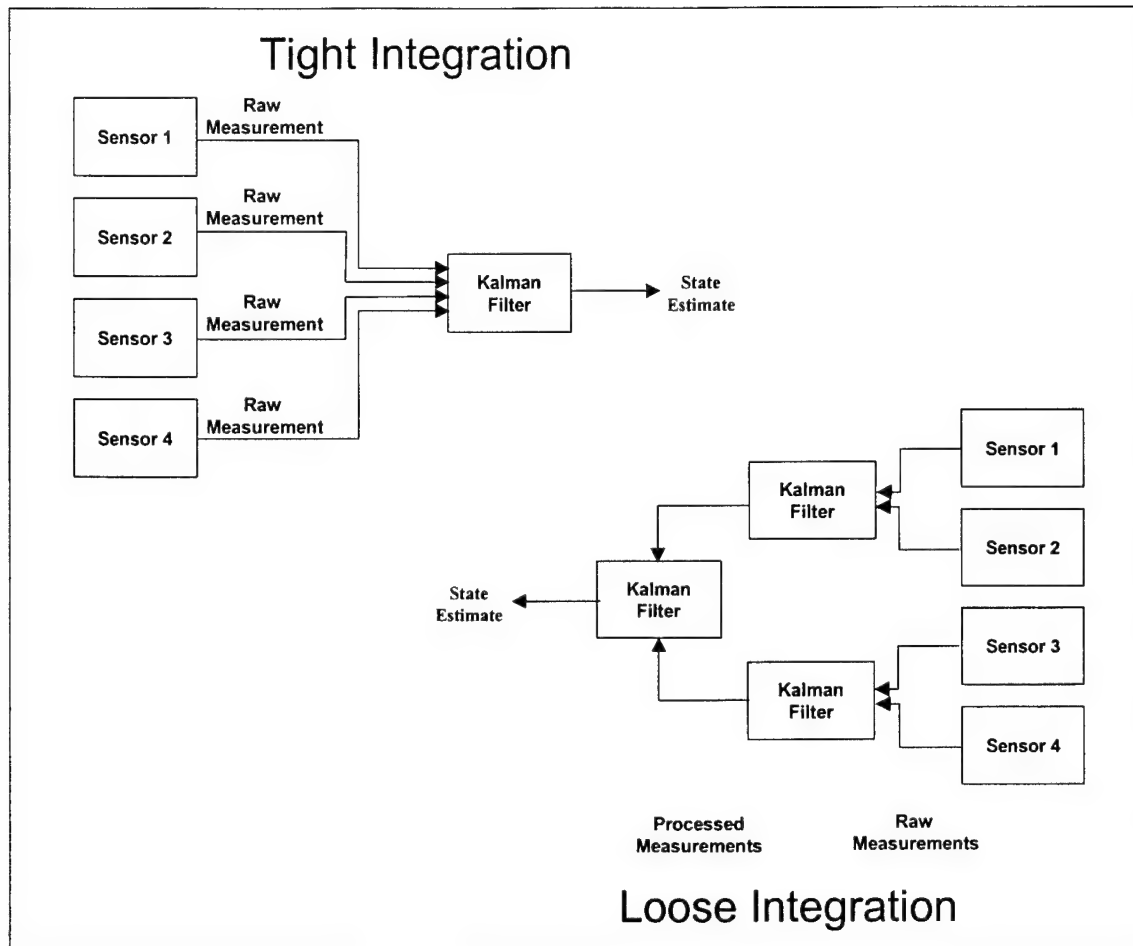 Tight Integration
Raw
Measurement
Sensor 1
Raw
Measurement
Sensor 2
Kalman
Filter
State
Estimate
Raw
Measurement
Sensor 3
Raw
Measurement
Sensor 4
Sensor 1
Kalman
Filter
Sensor 2
Kalman
Filter
State
Estimate
Sensor 3
Kalman
Filter
Sensor 4
Processed
Measurements
Raw
Measurements
Loose Integration